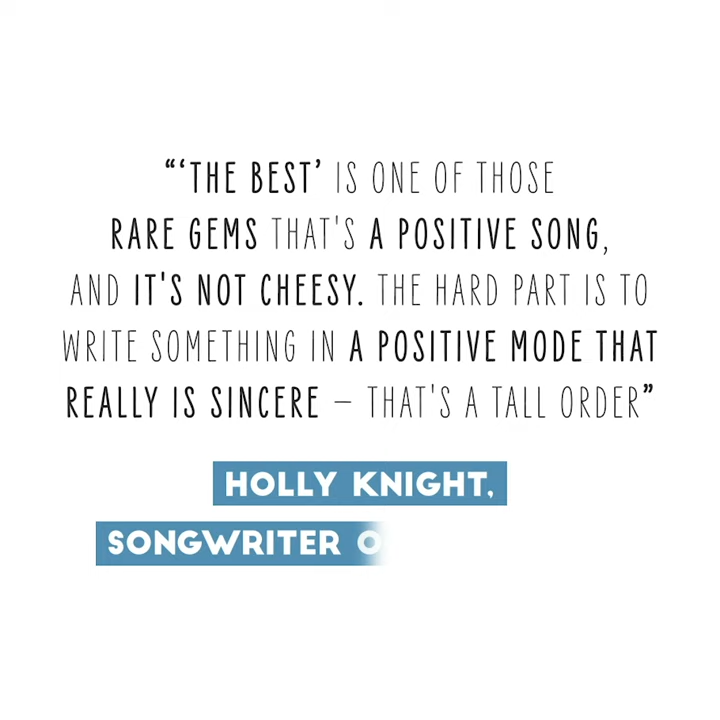 “‘THE BEST’ IS ONE OF THOSE
RARE GEMS THAT'S A POSITIVE SONG,
AND IT'S NOT CHEESY. THE HARD PART IS TO
WRITE SOMETHING IN A POSITIVE MODE THAT
REALLY IS SINCERE – THAT'S A TALL ORDER”
HOLLY KNIGHT,
SONGWRITER